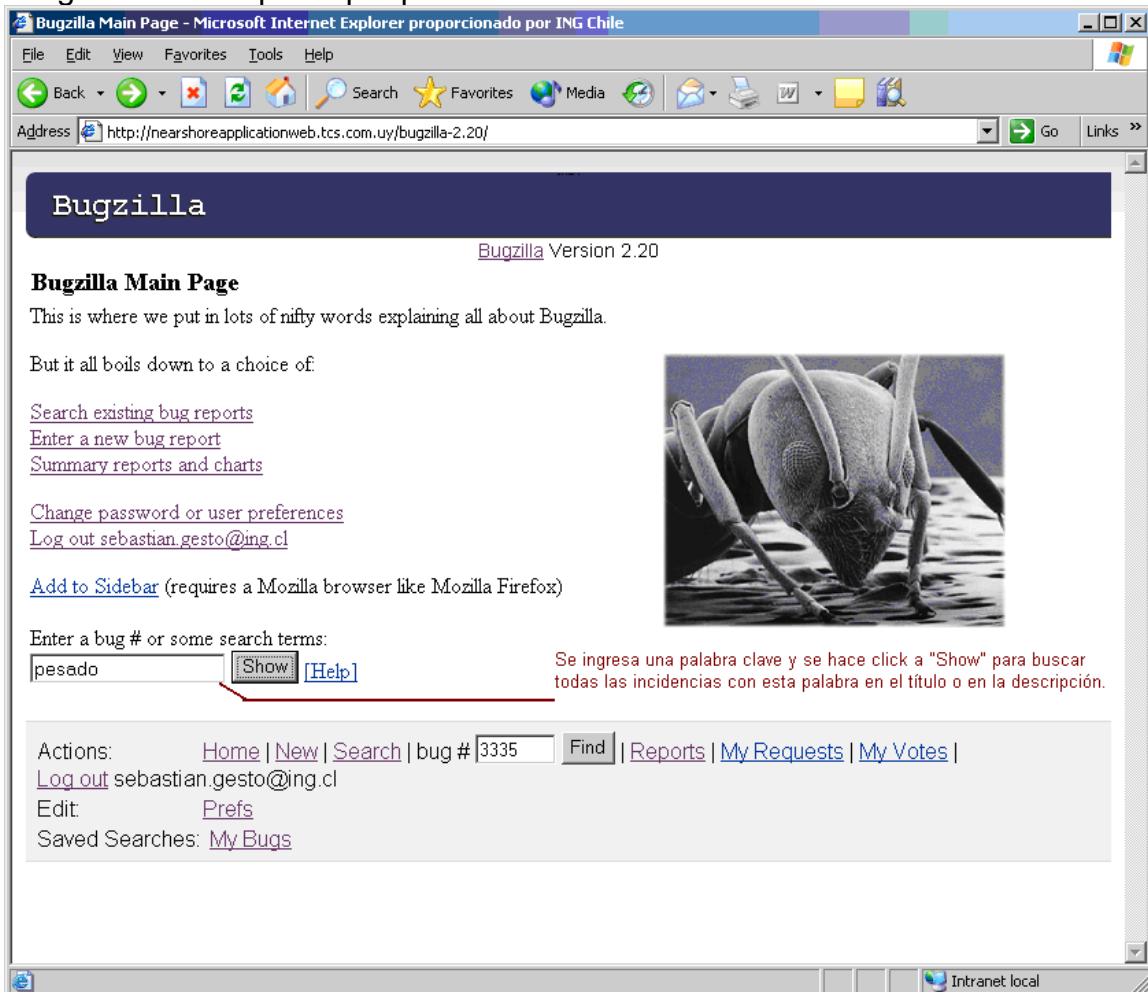 Bugzilla Main Page - Microsoft Internet Explorer proporcionado por ING Chile
File Edit View Favorites Tools Help
Back Search Favorites Media
Address http://nearshoreapplicationweb.tcs.com.uy/bugzilla-2.20/ Go Links »
Bugzilla
Bugzilla Version 2.20
Bugzilla Main Page
This is where we put in lots of nifty words explaining all about Bugzilla.
But it all boils down to a choice of:
Search existing bug reports
Enter a new bug report
Summary reports and charts
Change password or user preferences
Log out sebastian.gesto@ing.cl
Add to Sidebar (requires a Mozilla browser like Mozilla Firefox)
Enter a bug # or some search terms:
pesado Show [Help]
Se ingresa una palabra clave y se hace click a "Show" para buscar
todas las incidencias con esta palabra en el título o en la descripción.
Actions: Home | New | Search | bug # 3335 Find | Reports | My Requests | My Votes |
Log out sebastian.gesto@ing.cl
Edit: Prefs
Saved Searches: My Bugs
Intranet local